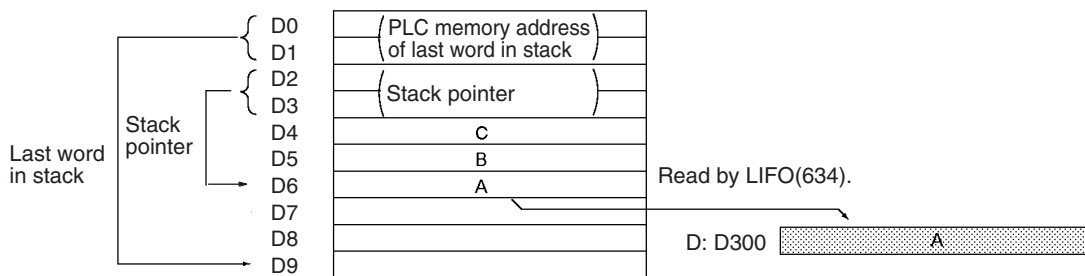 D0
D1
D2
D3
D4
D5
D6
D7
D8
D9
PLC memory address
of last word in stack
Stack pointer
C
B
A
Stack
pointer
Last word
in stack
Read by LIFO(634).
D: D300
A